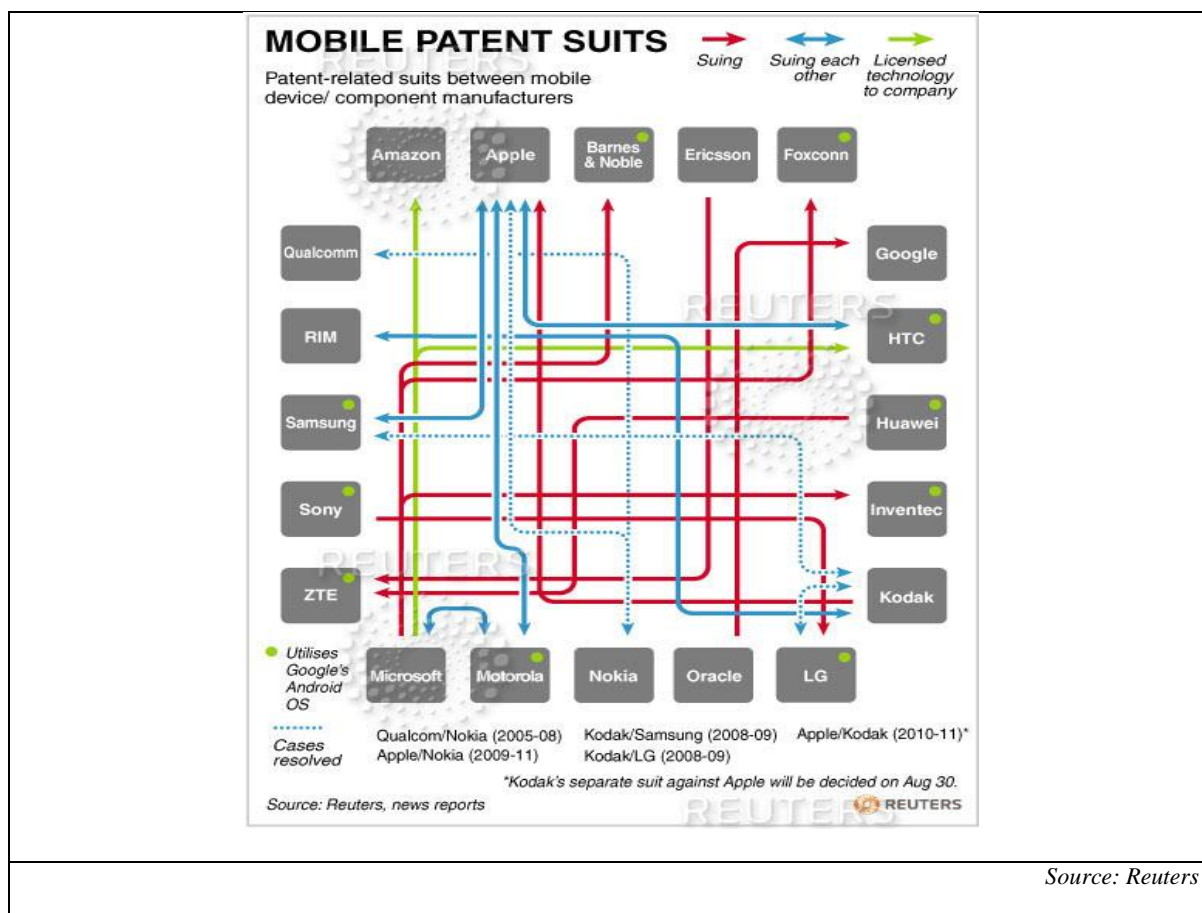 MOBILE PATENT SUITS
Suing
Suing each
other
Licensed
technology
to company
Patent-related suits between mobile
device/ component manufacturers
Amazon
Apple
Barnes
& Noble
Ericsson
Foxconn
Qualcomm
Google
RIM
HTC
Samsung
Huawei
Sony
Inventec
ZTE
Kodak
Microsoft
Motorola
Nokia
Oracle
LG
Utilises
Google's
Android
OS
Cases
resolved
Qualcom/Nokia (2005-08)
Apple/Nokia (2009-11)
Kodak/Samsung (2008-09)
Kodak/LG (2008-09)
Apple/Kodak (2010-11)*
*Kodak's separate suit against Apple will be decided on Aug 30.
Source: Reuters, news reports
REUTERS
REUTERS
REUTERS
REUTERS
REUTERS
Source: Reuters